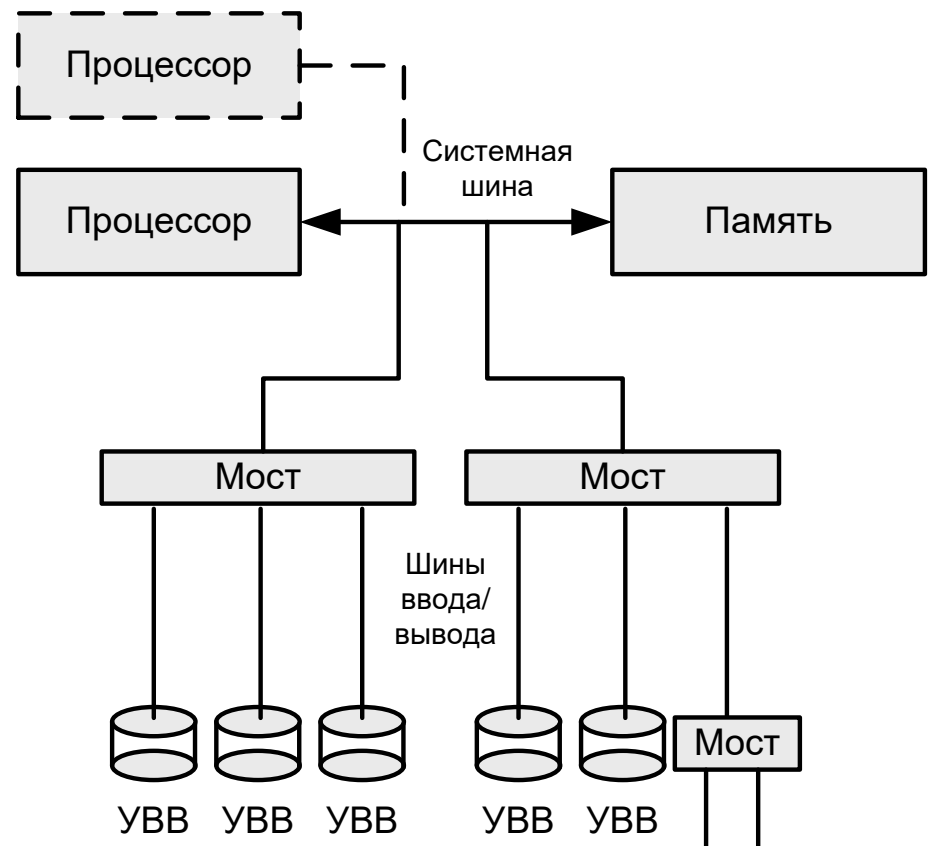 Процессор
Системная
шина
Процессор
Память
Мост
Мост
Шины
ввода/
вывода
Мост
УВВ
УВВ
УВВ
УВВ
УВВ